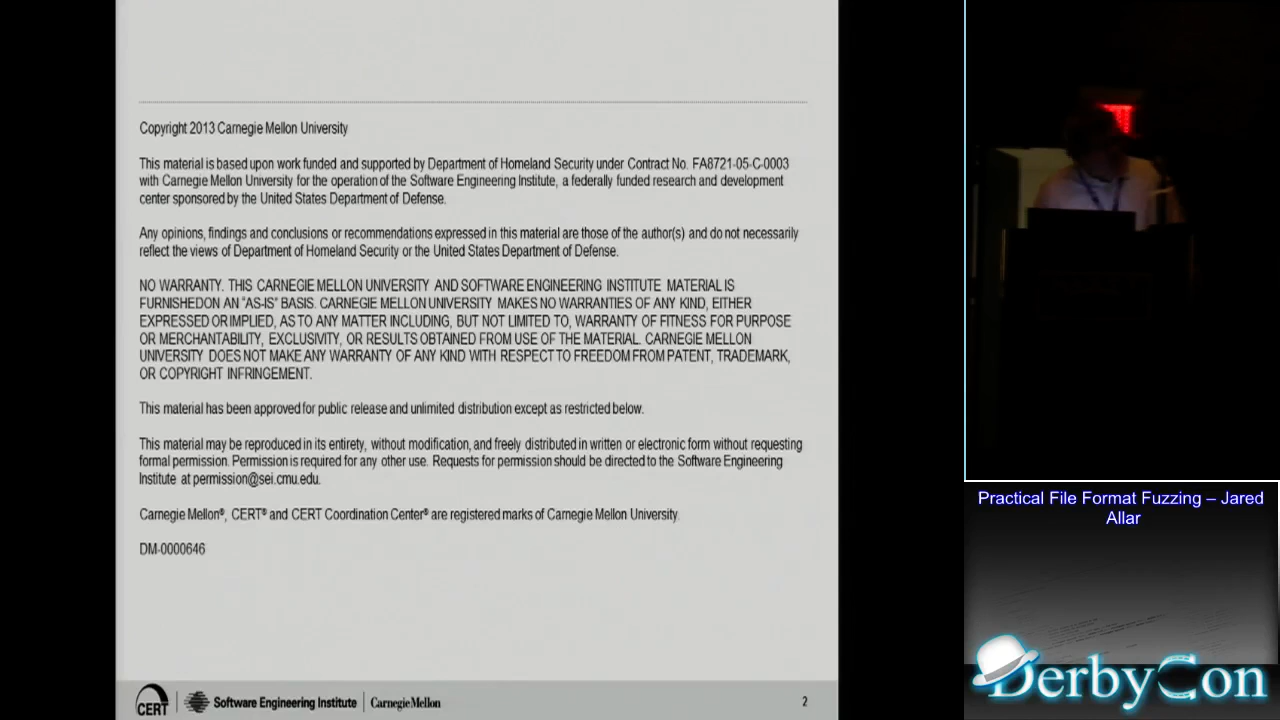 Copyright 2013 Carnegie Mellon University
This material is based upon work funded and supported by Department of Homeland Security under Contract No. FA8721-05-C-0003
with Carnegie Mellon University for the operation of the Software Engineering Institute, a federally funded research and development
center sponsored by the United States Department of Defense.
Any opinions, findings and conclusions or recommendations expressed in this material are those of the author(s) and do not necessarily
reflect the views of Department of Homeland Security or the United States Department of Defense.
NO WARRANTY. THIS CARNEGIE MELLON UNIVERSITY AND SOFTWARE ENGINEERING INSTITUTE MATERIAL IS
FURNISHEDON AN “AS-IS” BASIS. CARNEGIE MELLON UNIVERSITY MAKES NO WARRANTIES OF ANY KIND, EITHER
EXPRESSED OR IMPLIED, AS TO ANY MATTER INCLUDING, BUT NOT LIMITED TO, WARRANTY OF FITNESS FOR PURPOSE
OR MERCHANTABILITY, EXCLUSIVITY, OR RESULTS OBTAINED FROM USE OF THE MATERIAL. CARNEGIE MELLON
UNIVERSITY DOES NOT MAKE ANY WARRANTY OF ANY KIND WITH RESPECT TO FREEDOM FROM PATENT, TRADEMARK,
OR COPYRIGHT INFRINGEMENT.
This material has been approved for public release and unlimited distribution except as restricted below.
This material may be reproduced in its entirety, without modification, and freely distributed in written or electronic form without requesting
formal permission. Permission is required for any other use. Requests for permission should be directed to the Software Engineering
Institute at permission@sei.cmu.edu.
Carnegie Mellon®, CERT® and CERT Coordination Center® are registered marks of Carnegie Mellon University.
DM-0000646
CERT Software Engineering Institute Carnegie Mellon 2
Practical File Format Fuzzing – Jared
Allar
DerbyCon